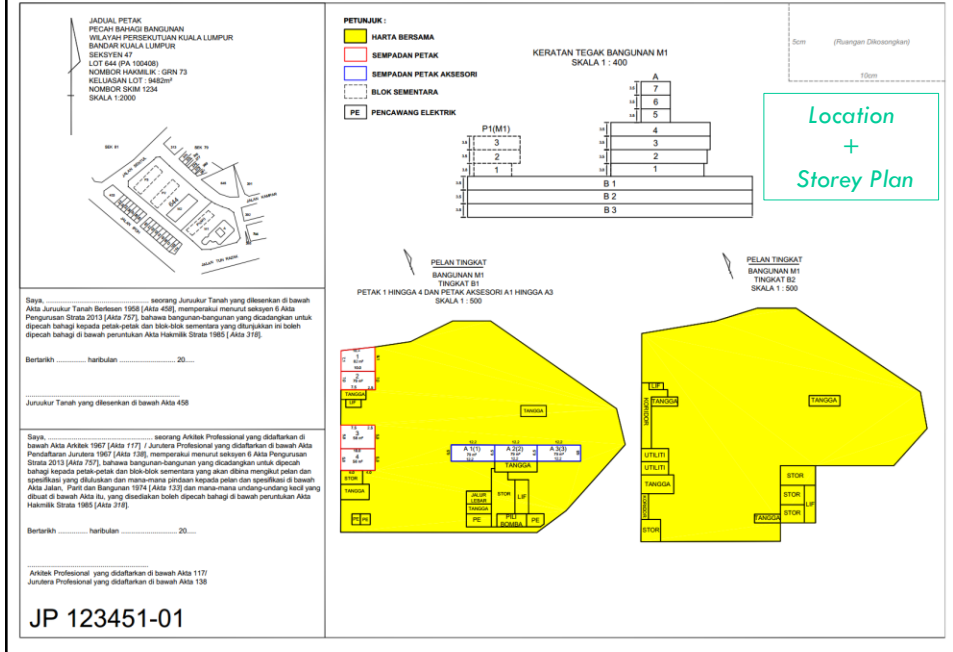 JADUAL PETAK
PECAH BAHAGI BANGUNAN
WILAYAH PERSEKUTUAN KUALA LUMPUR
BANDAR KUALA LUMPUR
SEKSYEN 47
LOT 644 (PA 100408)
NOMBOR HAKMILIK : GRN 73
KELUASAN LOT : 9482m²
NOMBOR SKIM 1234
SKALA 1:2000
JALAN TUN RAZAK
644
Saya, ................................................ seorang Juruukur Tanah yang dilesenkan di bawah
Akta Juruukur Tanah Berlesen 1958 [Akta 458], memperakui menurut seksyen 6 Akta
Pengurusan Strata 2013 [Akta 757], bahawa bangunan-bangunan yang dicadangkan untuk
dipecah bahagi kepada petak-petak dan blok-blok sementara yang ditunjukkan ini boleh
dipecah bahagi di bawah peruntukan Akta Hakmilik Strata 1985 [Akta 318].
Bertarikh .............. haribulan .......................... 20.....
Juruukur Tanah yang dilesenkan di bawah Akta 458
Saya, ................................................ seorang Arkitek Professional yang didaftarkan di
bawah Akta Arkitek 1967 [Akta 117] / Jurutera Profesional yang didaftarkan di bawah Akta
Pendaftaran Jurutera 1967 [Akta 138], memperakui menurut seksyen 6 Akta Pengurusan
Strata 2013 [Akta 757], bahawa bangunan-bangunan yang dicadangkan untuk dipecah
bahagi kepada petak-petak dan blok-blok sementara yang akan dibina mengikut pelan dan
spesifikasi yang diluluskan dan mana-mana pindaan kepada pelan dan spesifikasi di bawah
Akta Jalan, Parit dan Bangunan 1974 [Akta 133] dan mana-mana undang-undang kecil yang
dibuat di bawah Akta itu, yang disediakan boleh dipecah bahagi di bawah peruntukan Akta
Hakmilik Strata 1985 [Akta 318].
Bertarikh .............. haribulan .......................... 20.....
Arkitek Profesional yang didaftarkan di bawah Akta 117/
Jurutera Profesional yang didaftarkan di bawah Akta 138
JP 123451-01
PETUNJUK :
HARTA BERSAMA
SEMPADAN PETAK
SEMPADAN PETAK AKSESORI
BLOK SEMENTARA
PE PENCAWANG ELEKTRIK
KERATAN TEGAK BANGUNAN M1
SKALA 1 : 400
A
7
6
5
4
3
2
1
P1(M1)
3
2
1
B 1
B 2
B 3
5cm (Ruangan Dikosongkan)
10cm
Location
+
Storey Plan
PELAN TINGKAT
BANGUNAN M1
TINGKAT B1
PETAK 1 HINGGA 4 DAN PETAK AKSESORI A1 HINGGA A3
SKALA 1 : 500
1
2
TANGGA
LIF
TANGGA
3
4
STOR
TANGGA
PE PE
A 1(1) A 2(2) A 3(3)
TANGGA
JALUR
LEBAR
STOR
LIF
TANGGA
PE
PILI
BOMBA
PE
PELAN TINGKAT
BANGUNAN M1
TINGKAT B2
SKALA 1 : 500
LIF
TANGGA
KORIDOR
TANGGA
UTILITI
UTILITI
TANGGA
KORIDOR
STOR
STOR
STOR
LIF
STOR
TANGGA